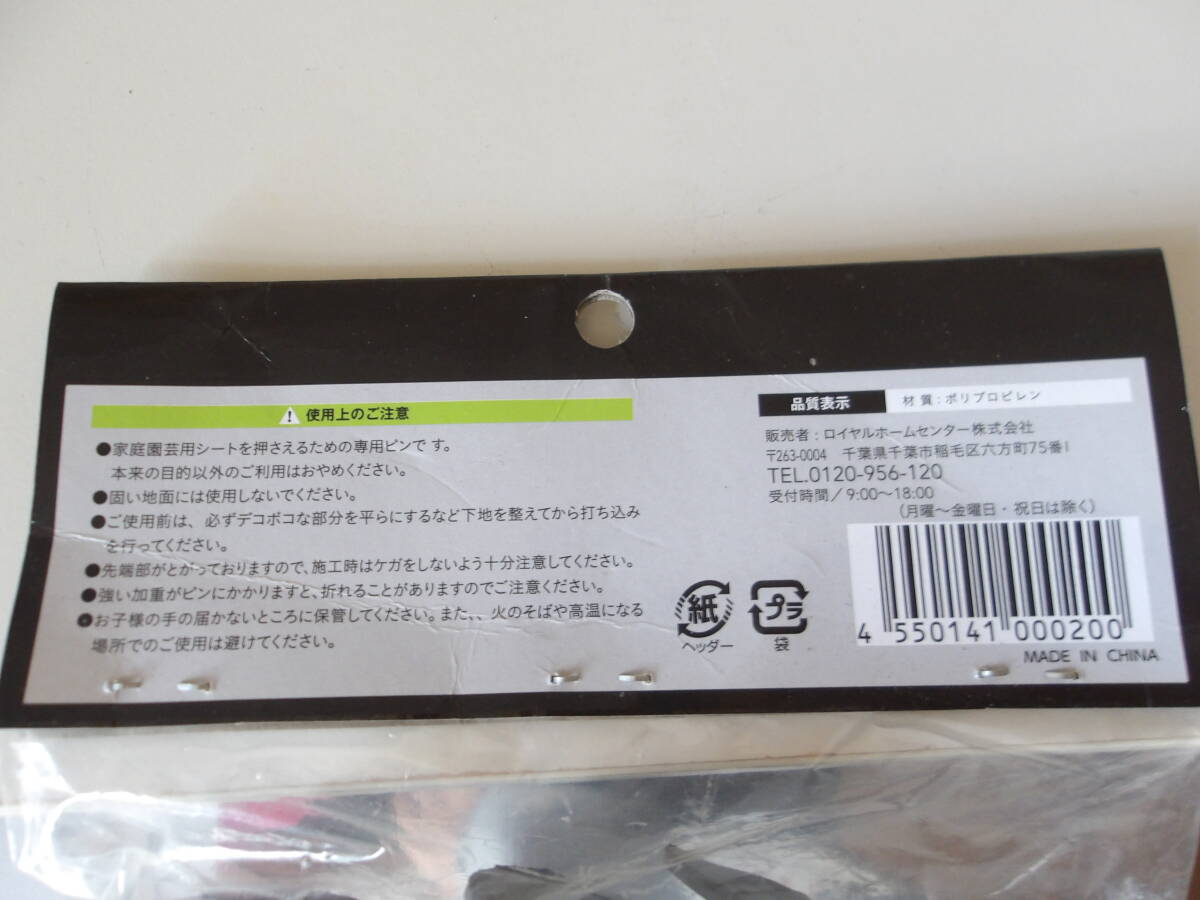 使用上のご注意
●家庭園芸用シートを押さえるための専用ピンです。
本来の目的以外のご利用はおやめください。
●固い地面には使用しないでください。
●ご使用前は、必ずデコボコな部分を平らにするなど下地を整えてから打ち込み
を行ってください。
●先端部がとがっておりますので、施工時はケガをしないよう十分注意してください。
●強い加重がピンにかかりますと、折れることがありますのでご注意ください。
●お子様の手の届かないところに保管してください。また、、火のそばや高温になる
場所でのご使用は避けてください。
品質表示 材質:ポリプロピレン
販売者:ロイヤルホームセンター株式会社
〒263-0004 千葉県千葉市稲毛区六方町75番1
TEL.0120-956-120
受付時間/9:00~18:00
(月曜~金曜日・祝日は除く)
紙
ヘッダー
プラ
袋
4 550141 000200
MADE IN CHINA